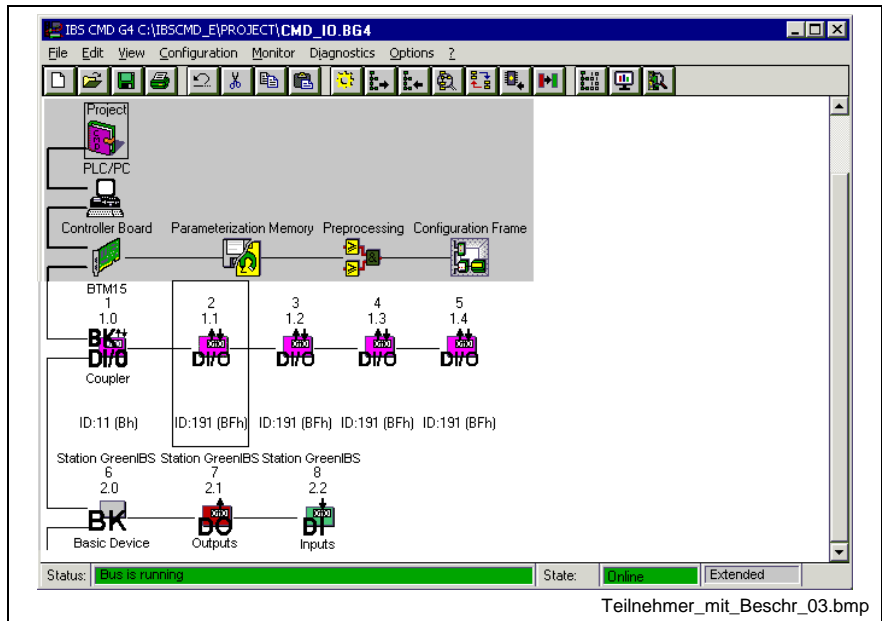 IBS CMD G4 C:\IBSCMD_E\PROJECT\CMD_IO.BG4
File Edit View Configuration Monitor Diagnostics Options ?
Project
PLC/PC
Controller Board Parameterization Memory Preprocessing Configuration Frame
BTM15
1 2 3 4 5
1.0 1.1 1.2 1.3 1.4
BK
DI/O DI/O DI/O DI/O DI/O
Coupler
ID:11 (Bh) ID:191 (BFh) ID:191 (BFh) ID:191 (BFh) ID:191 (BFh)
Station GreenIBS Station GreenIBS Station GreenIBS
6 7 8
2.0 2.1 2.2
BK DO DI
Basic Device Outputs Inputs
Status: Bus is running State: Online Extended
Teilnehmer_mit_Beschr_03.bmp